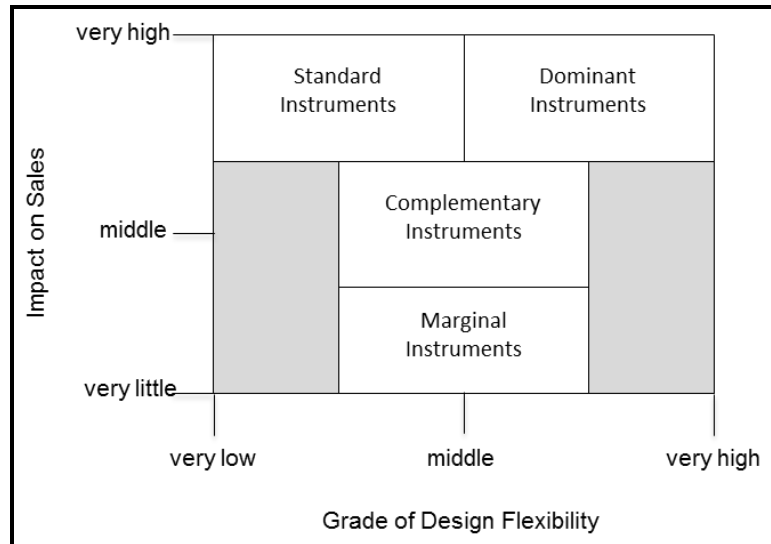 very high
Standard
Instruments
Dominant
Instruments
Impact on Sales
middle
Complementary
Instruments
Marginal
Instruments
very little
very low
middle
very high
Grade of Design Flexibility